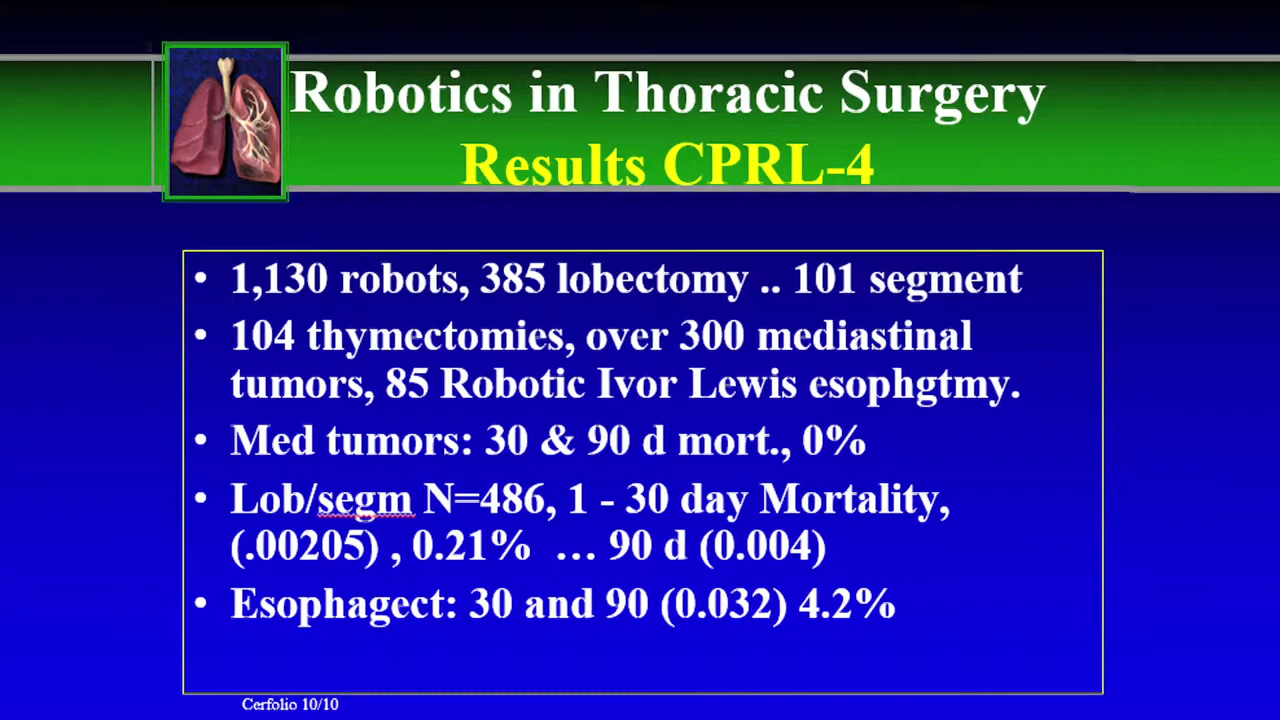 Robotics in Thoracic Surgery
Results CPRL-4
• 1,130 robots, 385 lobectomy .. 101 segment
• 104 thymectomies, over 300 mediastinal
tumors, 85 Robotic Ivor Lewis esophgtmy.
• Med tumors: 30 & 90 d mort., 0%
• Lob/segm N=486, 1 - 30 day Mortality,
(.00205) , 0.21% … 90 d (0.004)
• Esophagect: 30 and 90 (0.032) 4.2%
Cerfolio 10/10